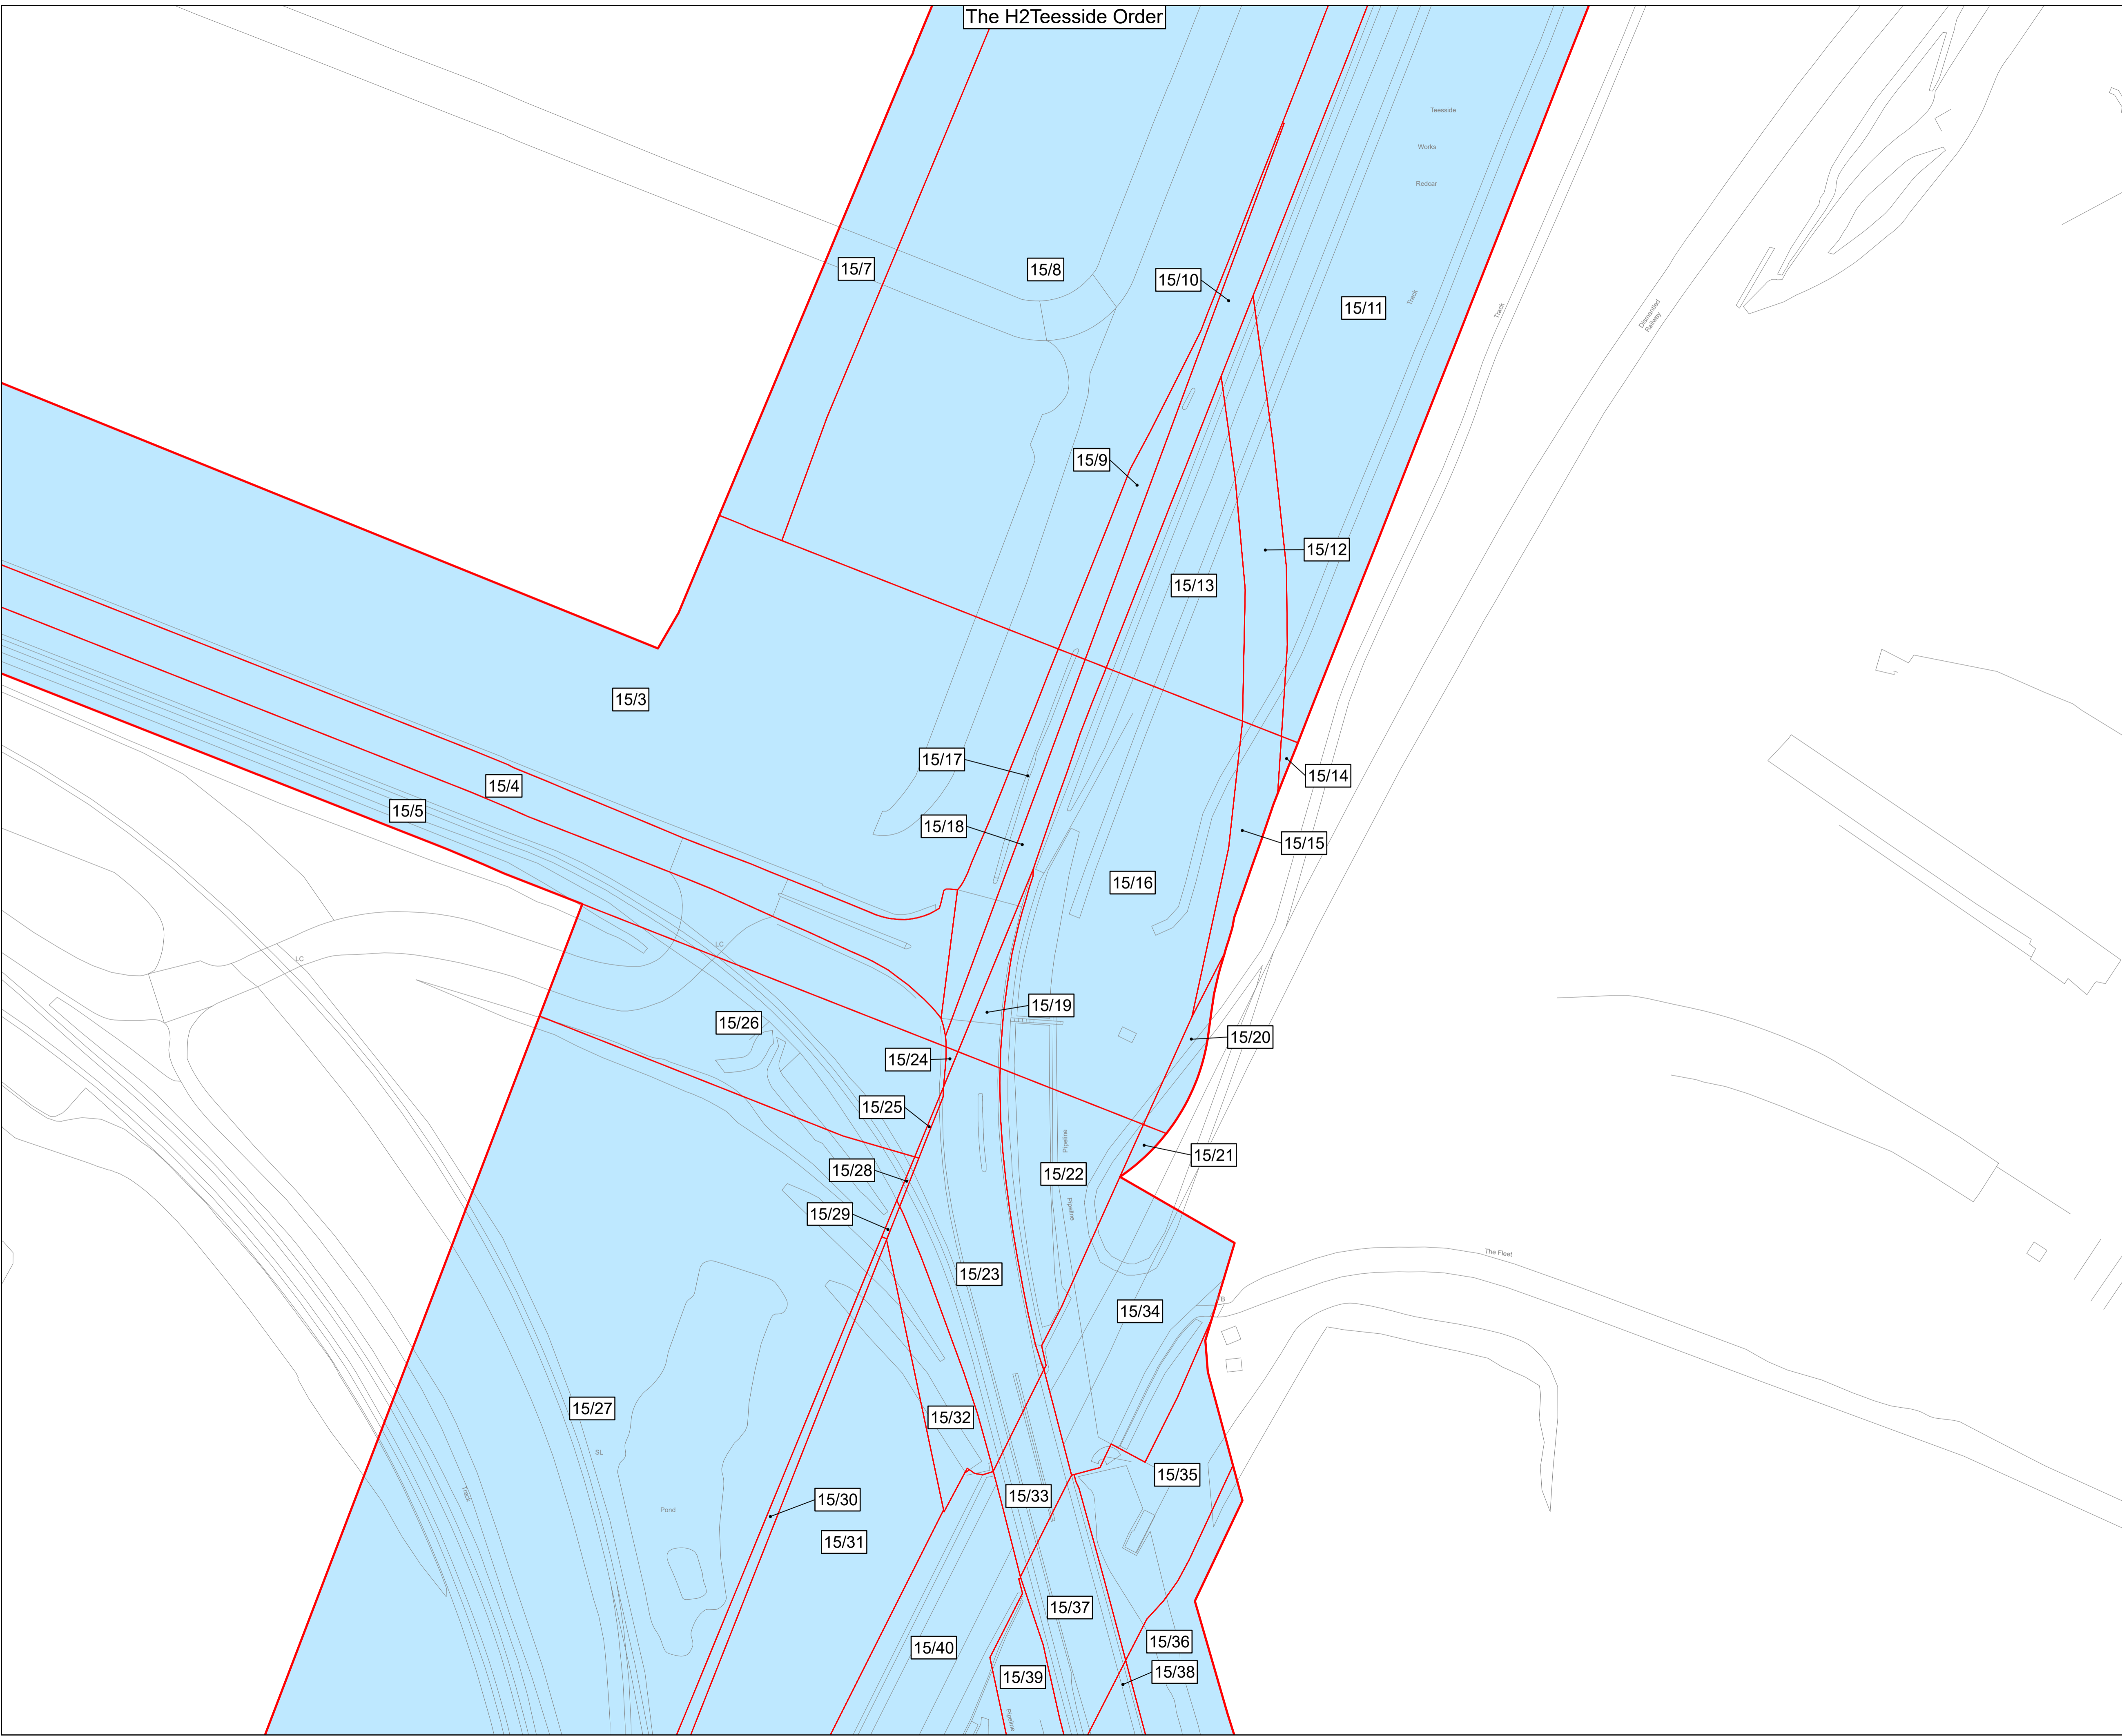 The H2Teesside Order
Teesside
Works
Redcar
15/7
15/8
15/10
15/11
Track
Track
Dismantled
Railway
15/9
15/12
15/13
15/3
15/17
15/14
15/4
15/5
15/18
15/15
15/16
LC
LC
15/19
15/26
15/20
15/24
15/25
Pipeline
15/21
15/28
15/22
Pipeline
15/29
The Fleet
15/23
FB
15/34
15/27
15/32
SL
15/35
Track
15/33
15/30
Pond
15/31
15/37
15/36
15/40
15/38
15/39
Pipeline